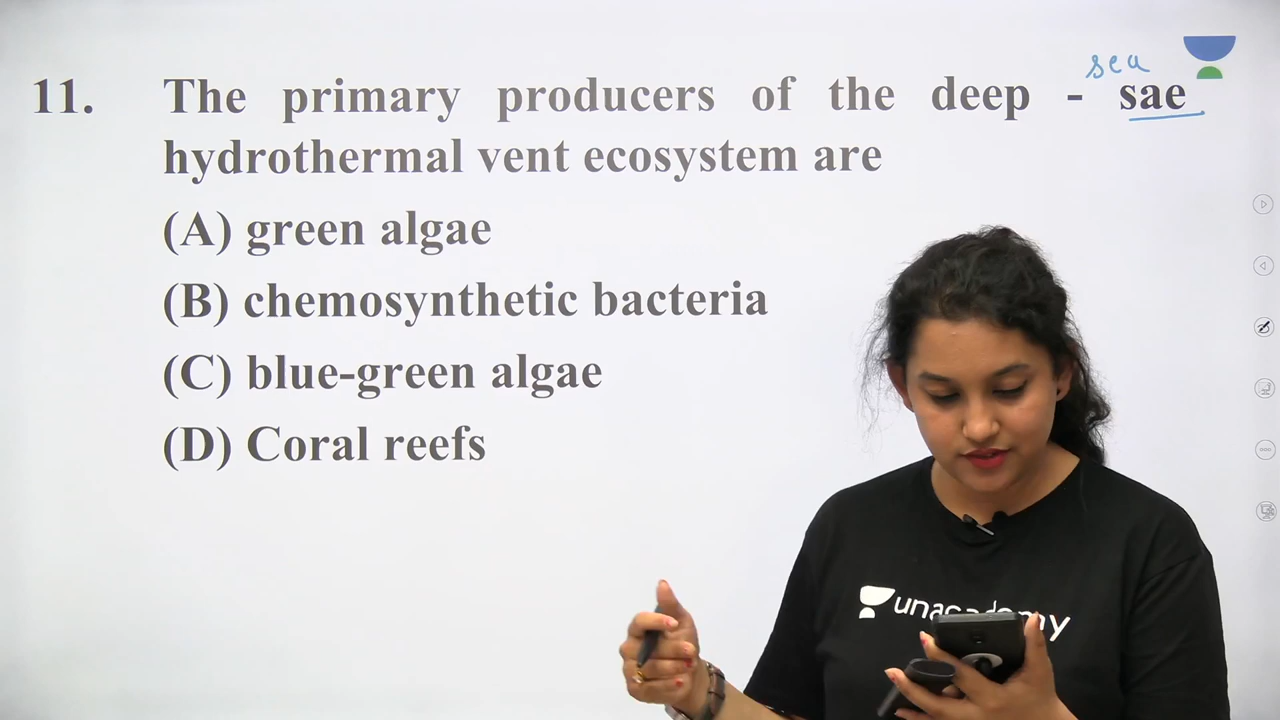 sea
11. The primary producers of the deep - sae
hydrothermal vent ecosystem are
(A) green algae
(B) chemosynthetic bacteria
(C) blue-green algae
(D) Coral reefs
unacademy